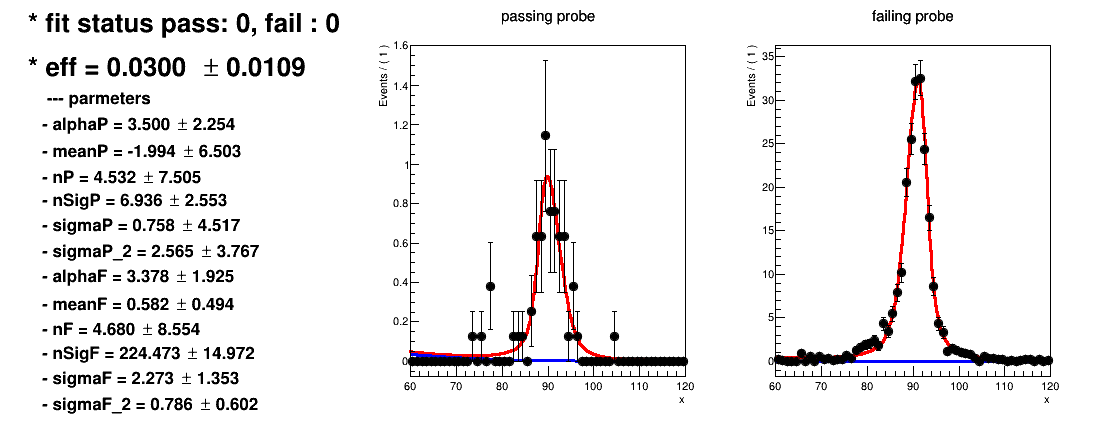 * fit status pass: 0, fail : 0
* eff = 0.0300 ± 0.0109
--- parmeters
- alphaP = 3.500 ± 2.254
- meanP = -1.994 ± 6.503
- nP = 4.532 ± 7.505
- nSigP = 6.936 ± 2.553
- sigmaP = 0.758 ± 4.517
- sigmaP_2 = 2.565 ± 3.767
- alphaF = 3.378 ± 1.925
- meanF = 0.582 ± 0.494
- nF = 4.680 ± 8.554
- nSigF = 224.473 ± 14.972
- sigmaF = 2.273 ± 1.353
- sigmaF_2 = 0.786 ± 0.602
passing probe
Events / ( 1 )
1.6
1.4
1.2
1
0.8
0.6
0.4
0.2
0
60 70 80 90 100 110 120
x
failing probe
Events / ( 1 )
35
30
25
20
15
10
5
0
60 70 80 90 100 110 120
x